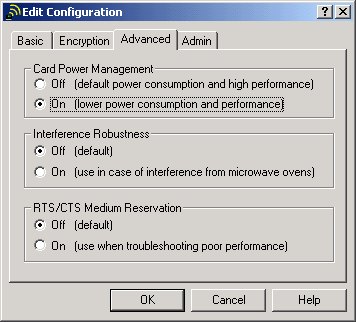 Edit Configuration
Basic Encryption Advanced Admin
Card Power Management
Off (default power consumption and high performance)
On (lower power consumption and performance)
Interference Robustness
Off (default)
On (use in case of interference from microwave ovens)
RTS/CTS Medium Reservation
Off (default)
On (use when troubleshooting poor performance)
OK Cancel Help